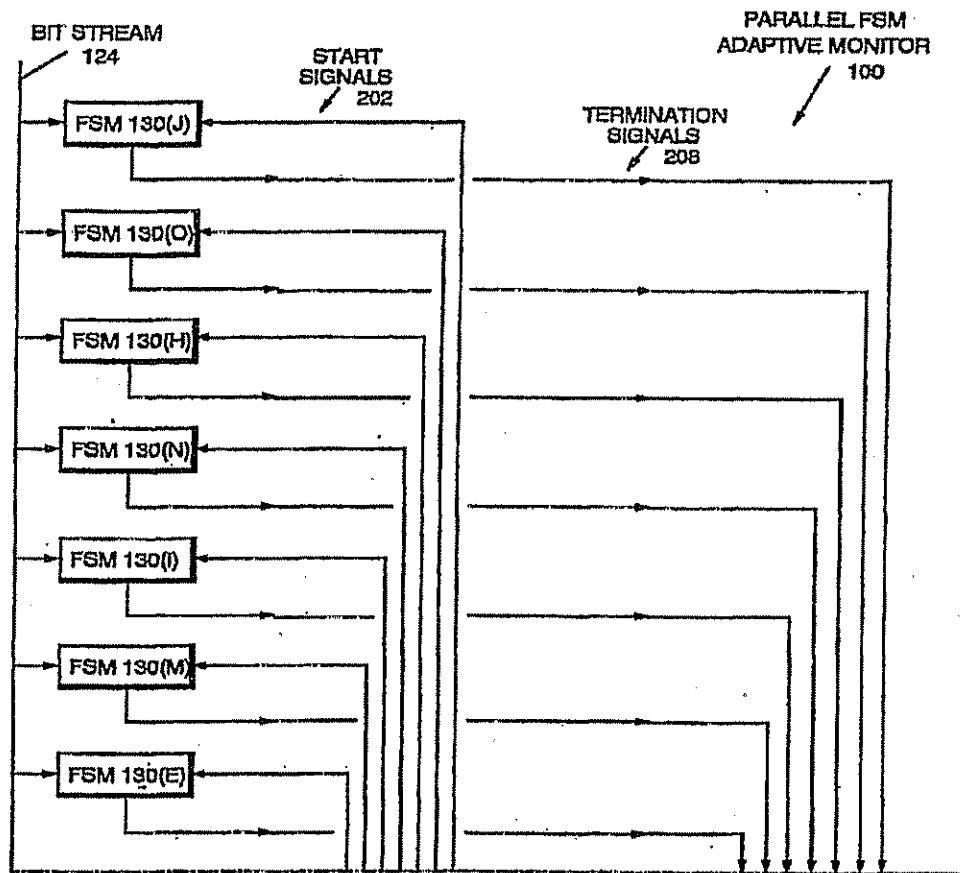 BIT STREAM
124
START
SIGNALS
202
PARALLEL FSM
ADAPTIVE MONITOR
100
TERMINATION
SIGNALS
208
FSM 130(J)
FSM 130(O)
FSM 130(H)
FSM 130(N)
FSM 130(I)
FSM 130(M)
FSM 130(E)